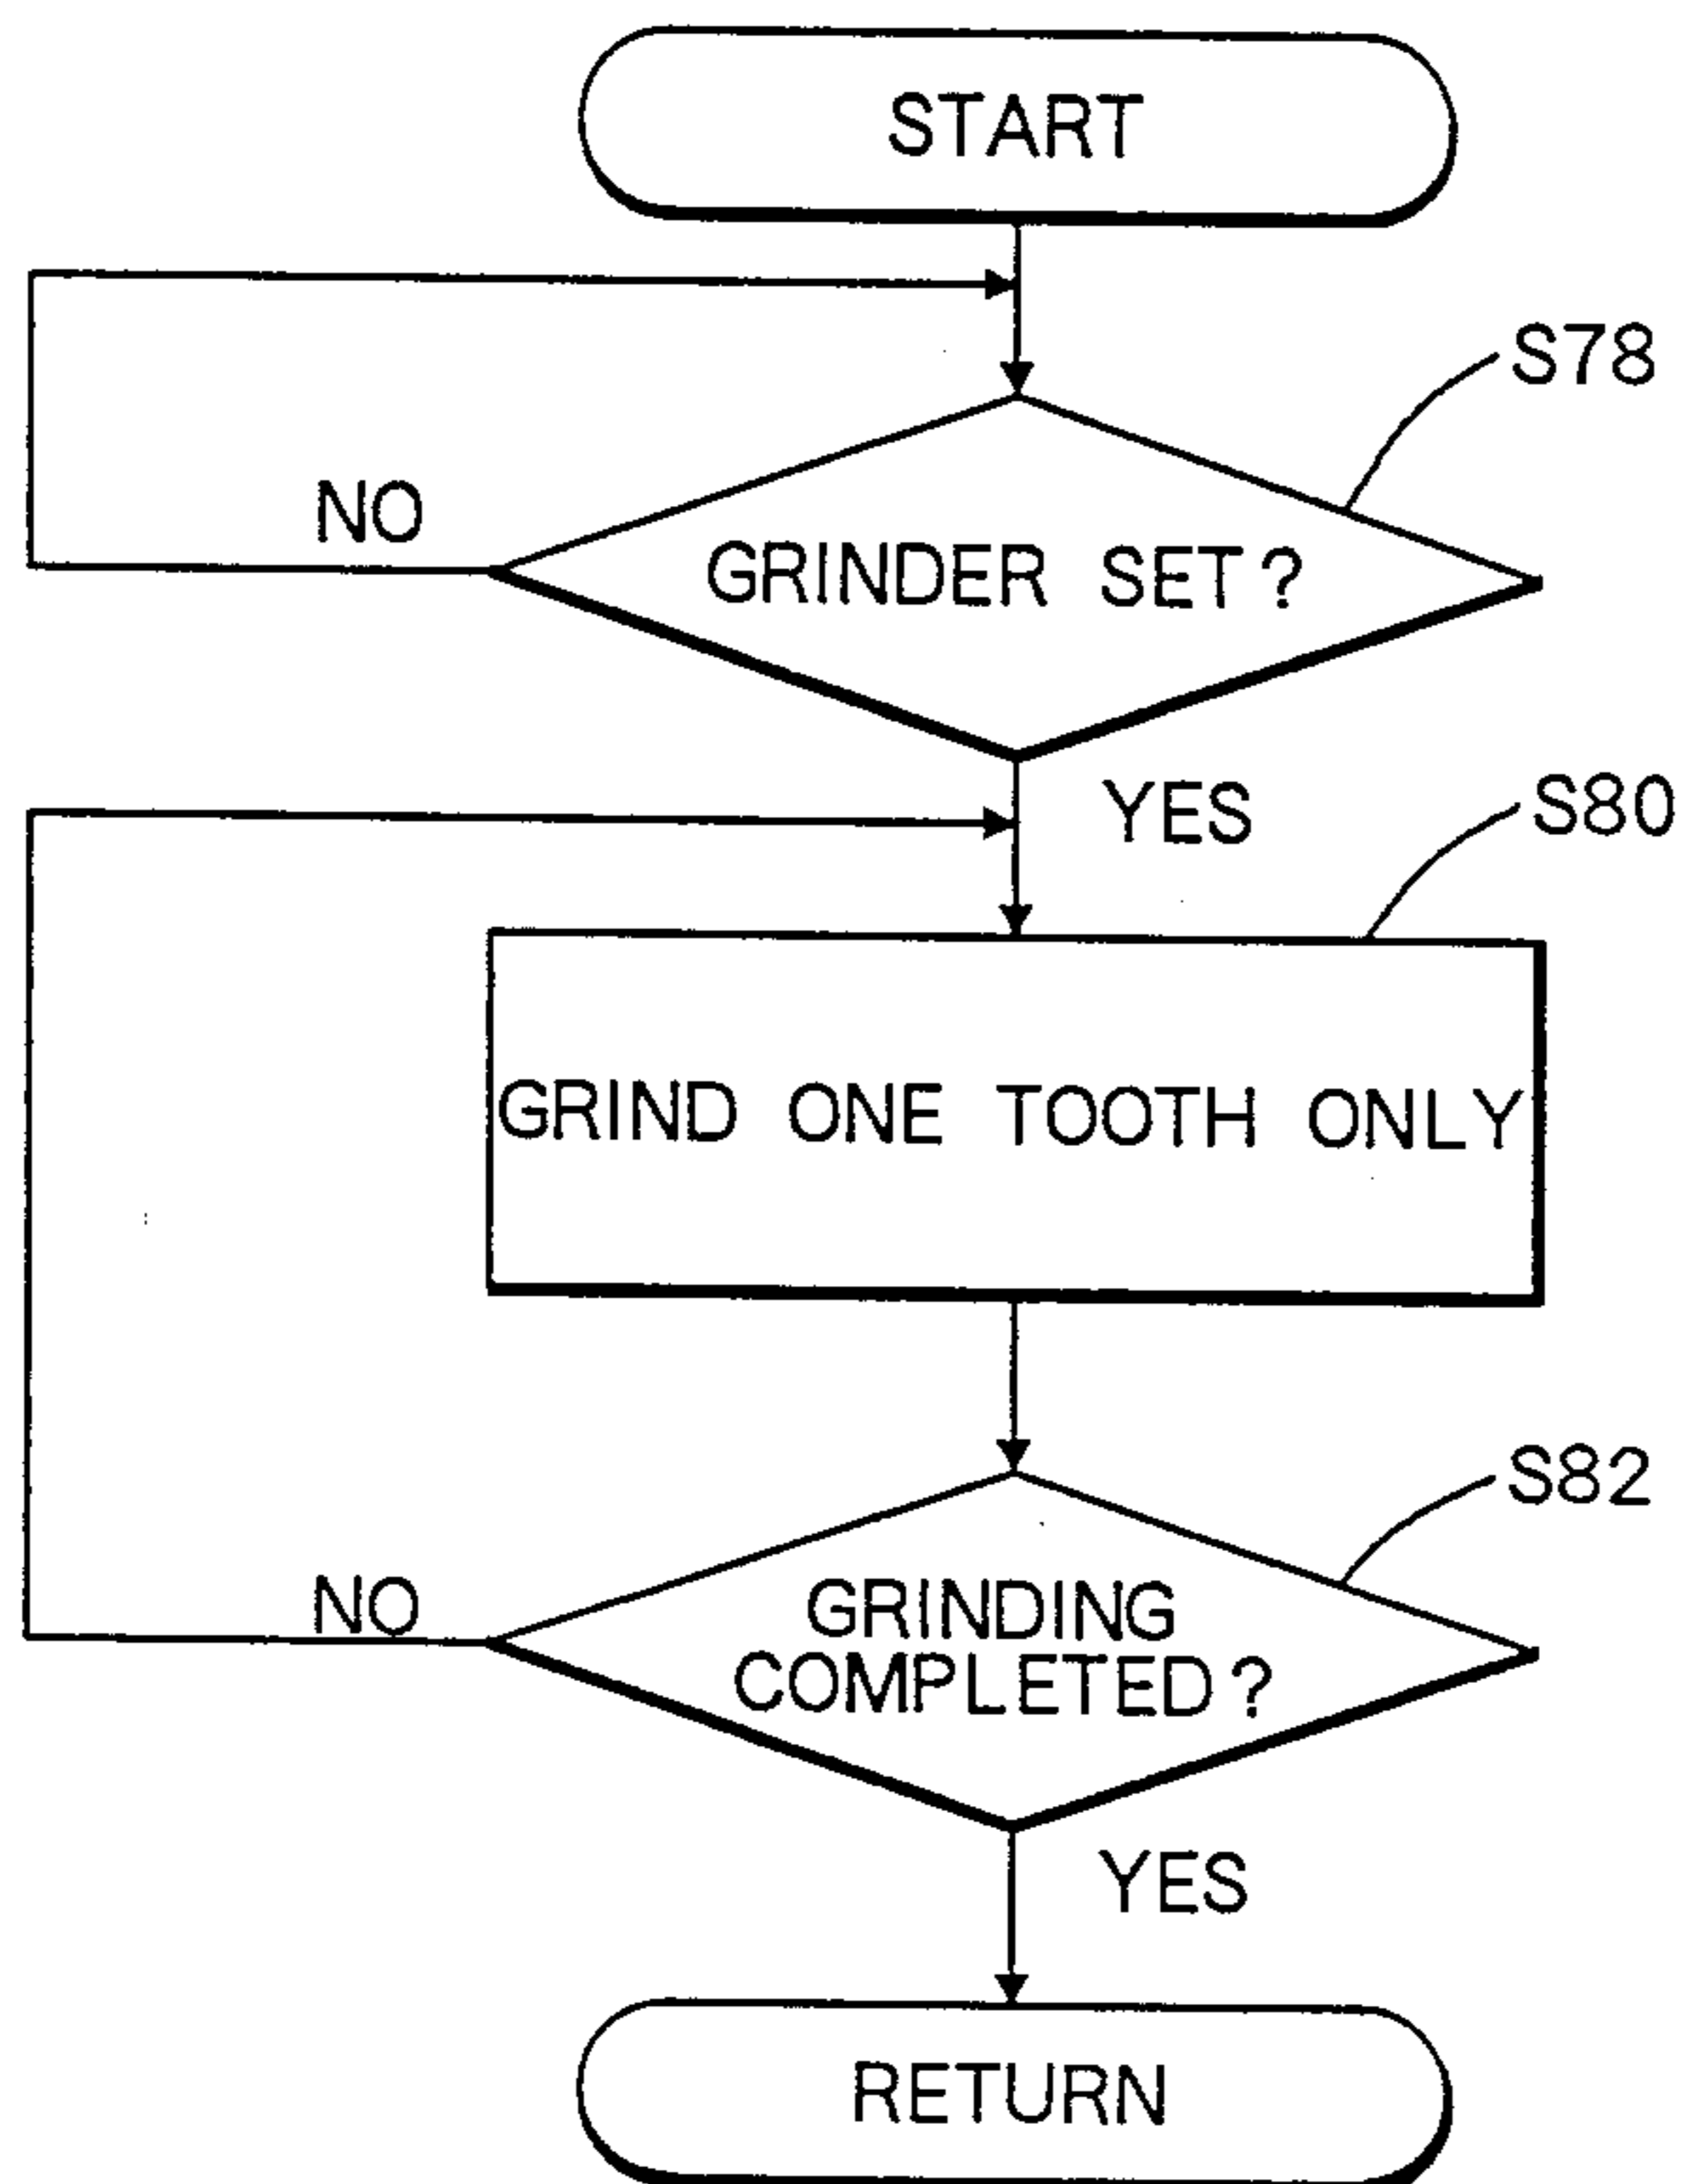 START
S78
NO
GRINDER SET?
YES
S80
GRIND ONE TOOTH ONLY
S82
NO
GRINDING
COMPLETED?
YES
RETURN